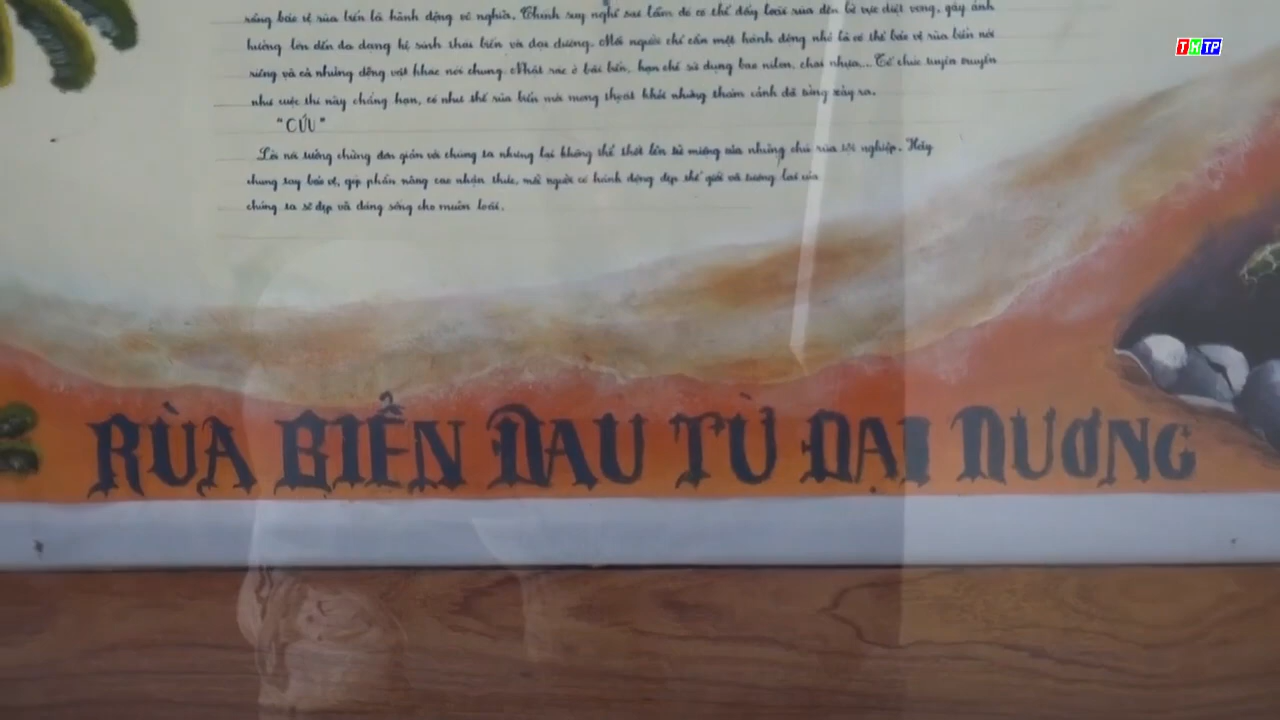 rằng bảo vệ rùa biển là hành động vô nghĩa. Chính suy nghĩ sai lầm đó có thể đẩy loài rùa đến bờ vực diệt vong, gây ảnh
hưởng lớn đến đa dạng hệ sinh thái biển và đại dương. Mỗi người chỉ cần một hành động nhỏ là có thể bảo vệ rùa biển nói
riêng và cả những động vật khác nói chung. Nhặt rác ở bãi biển, hạn chế sử dụng bao nilon, chai nhựa... Tổ chức tuyên truyền
như cuộc thi này chẳng hạn, có như thế rùa biển mới mong thoát khỏi những thảm cảnh đã từng xảy ra.
"CỨU"
Lời nói tưởng chừng đơn giản với chúng ta nhưng lại không thể thốt lên từ miệng của những chú rùa tội nghiệp. Hãy
chung tay bảo vệ, góp phần nâng cao nhận thức, mỗi người có hành động đẹp thế giới và tương lai của
chúng ta sẽ đẹp và đáng sống cho muôn loài.
RÙA BIỂN ĐAU TỪ ĐẠI DƯƠNG
THTP